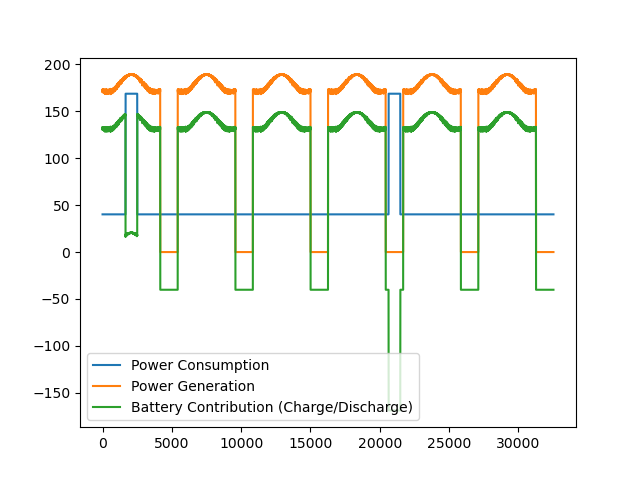 200
150
100
50
0
−50
−100
−150
Power Consumption
Power Generation
Battery Contribution (Charge/Discharge)
0 5000 10000 15000 20000 25000 30000